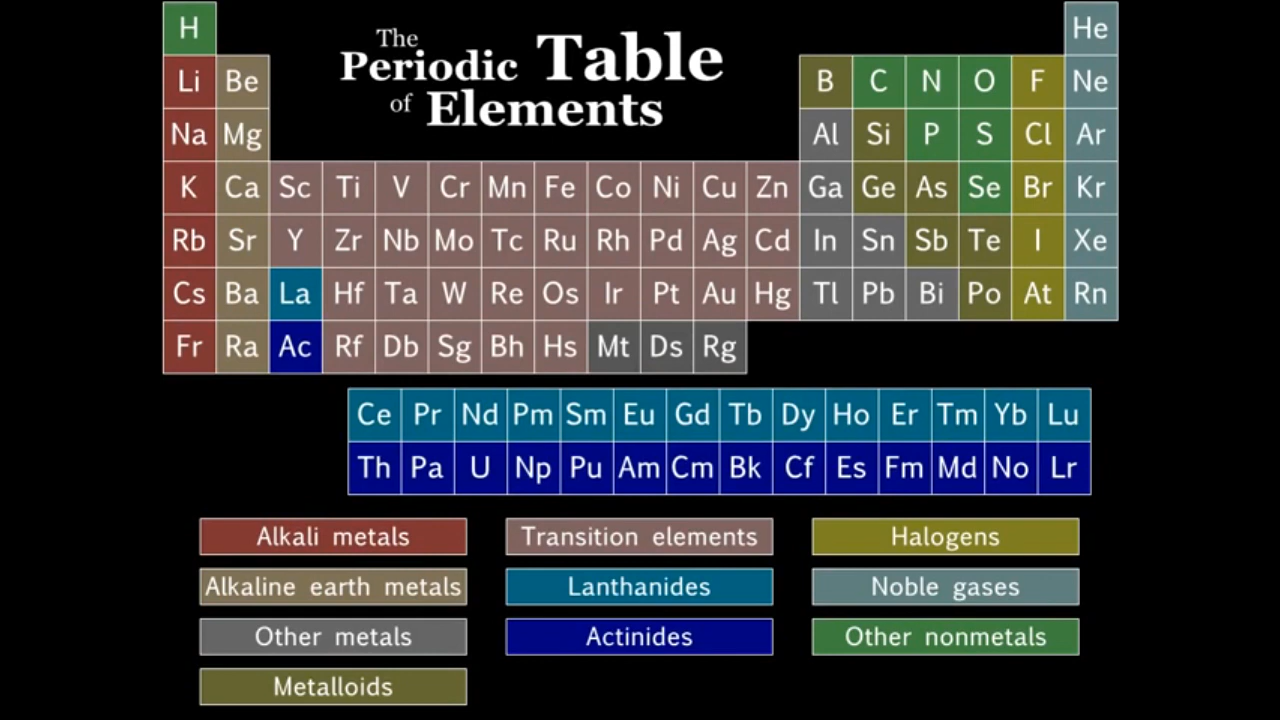 H He
The
Periodic Table
of Elements
Li Be B C N O F Ne
Na Mg Al Si P S Cl Ar
K Ca Sc Ti V Cr Mn Fe Co Ni Cu Zn Ga Ge As Se Br Kr
Rb Sr Y Zr Nb Mo Tc Ru Rh Pd Ag Cd In Sn Sb Te I Xe
Cs Ba La Hf Ta W Re Os Ir Pt Au Hg Tl Pb Bi Po At Rn
Fr Ra Ac Rf Db Sg Bh Hs Mt Ds Rg
Ce Pr Nd Pm Sm Eu Gd Tb Dy Ho Er Tm Yb Lu
Th Pa U Np Pu Am Cm Bk Cf Es Fm Md No Lr
Alkali metals Transition elements Halogens
Alkaline earth metals Lanthanides Noble gases
Other metals Actinides Other nonmetals
Metalloids